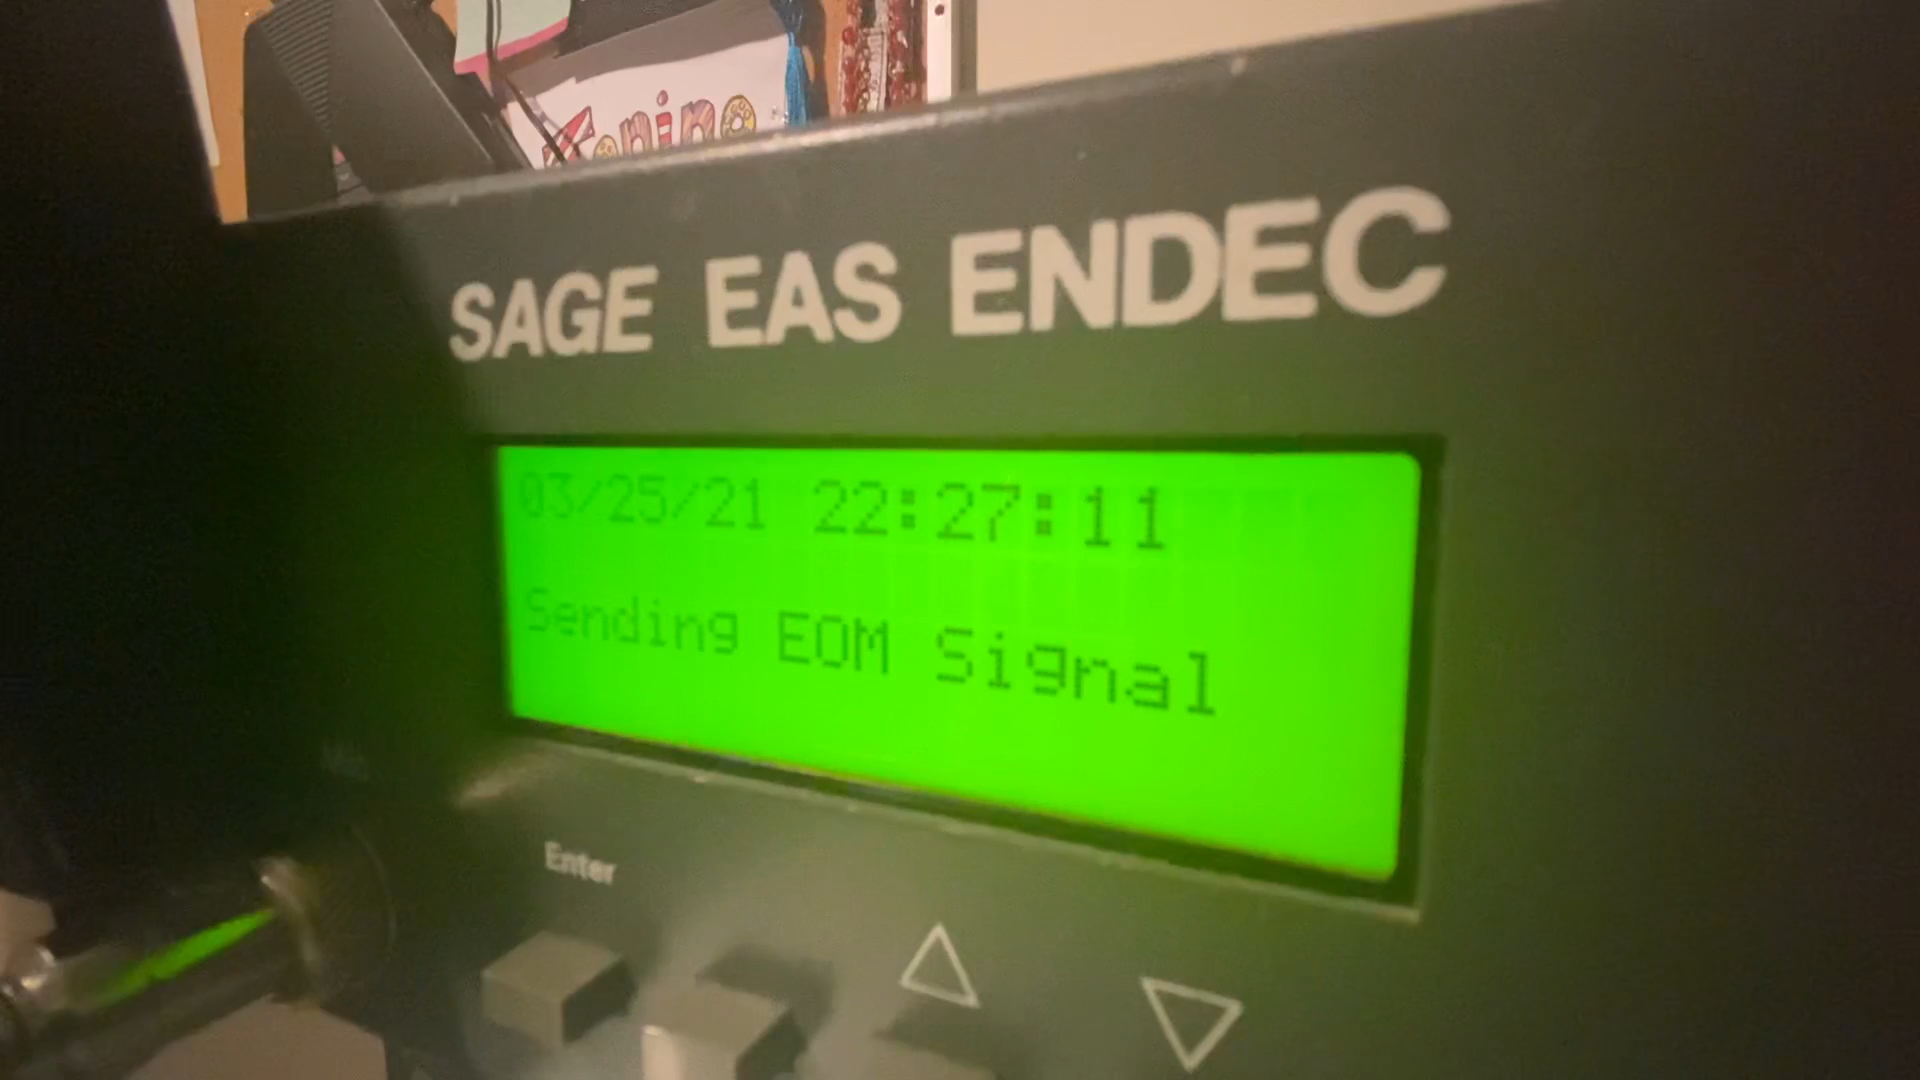 SAGE EAS ENDEC
03/25/21 22:27:11
Sending EOM Signal
Enter